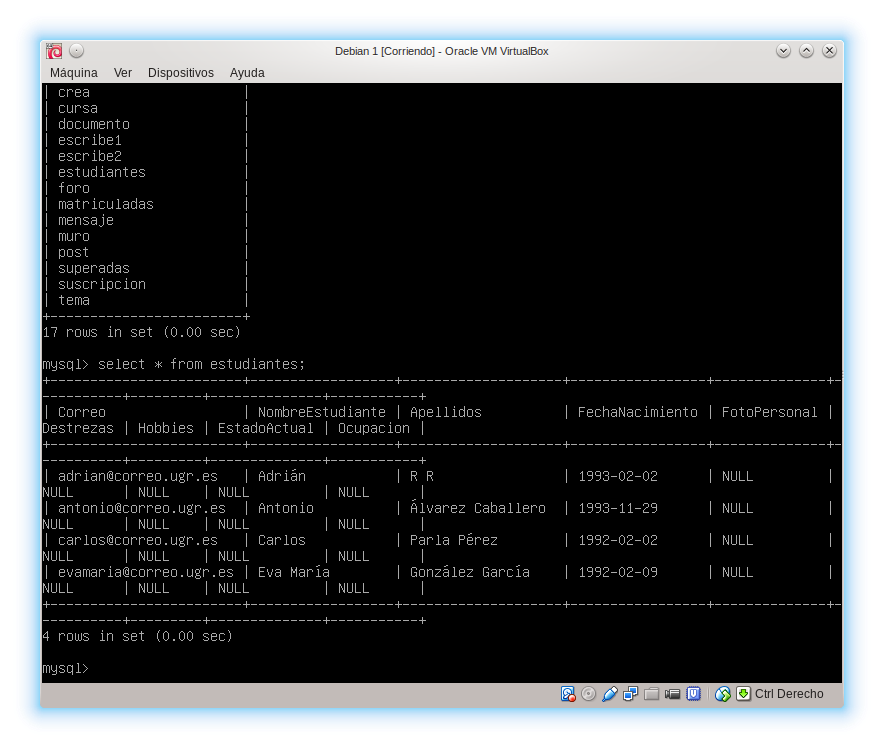 Debian 1 [Corriendo] - Oracle VM VirtualBox
Máquina Ver Dispositivos Ayuda
| crea |
| cursa |
| documento |
| escribe1 |
| escribe2 |
| estudiantes |
| foro |
| matriculadas |
| mensaje |
| muro |
| post |
| superadas |
| suscripcion |
| tema |
+------------------------+
17 rows in set (0.00 sec)
mysql> select * from estudiantes;
+------------------------+------------------+--------------------+-----------------+--------------+-
----------+---------+--------------+-----------+
| Correo | NombreEstudiante | Apellidos | FechaNacimiento | FotoPersonal |
Destrezas | Hobbies | EstadoActual | Ocupacion |
+------------------------+------------------+--------------------+-----------------+--------------+-
----------+---------+--------------+-----------+
| adrian@correo.ugr.es | Adrián | R R | 1993-02-02 | NULL |
NULL | NULL | NULL | NULL |
| antonio@correo.ugr.es | Antonio | Álvarez Caballero | 1993-11-29 | NULL |
NULL | NULL | NULL | NULL |
| carlos@correo.ugr.es | Carlos | Parla Pérez | 1992-02-02 | NULL |
NULL | NULL | NULL | NULL |
| evamaria@correo.ugr.es | Eva María | González García | 1992-02-09 | NULL |
NULL | NULL | NULL | NULL |
+------------------------+------------------+--------------------+-----------------+--------------+-
----------+---------+--------------+-----------+
4 rows in set (0.00 sec)
mysql>
Ctrl Derecho